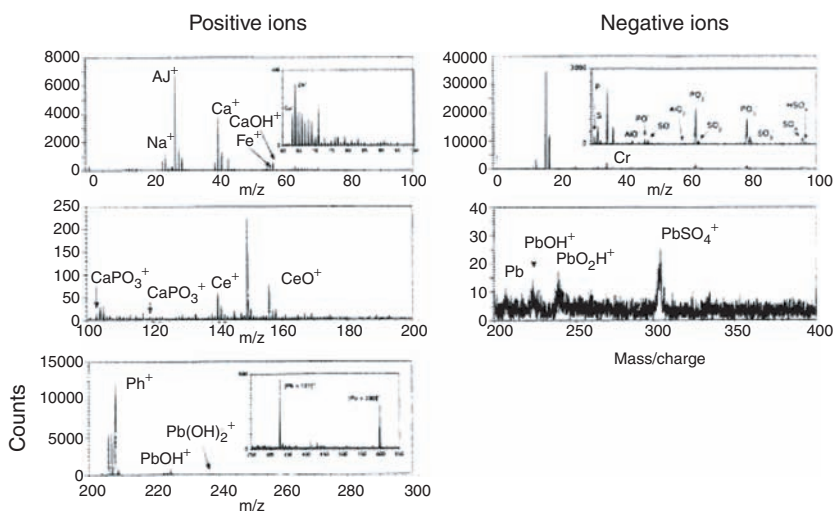 Positive ions
Negative ions
8000
6000
4000
2000
0
AJ+
Na+
Ca+
CaOH+
Fe+
0 20 40 60 80 100
m/z
40000
30000
20000
10000
0
Cr
0 20 40 60 80 100
m/z
250
200
150
100
50
0
CaPO3+
CaPO3+
Ce+
CeO+
100 120 140 160 180 200
m/z
40
30
20
10
0
Pb
PbOH+
PbO2H+
PbSO4+
200 250 300 350 400
Mass/charge
Counts
15000
10000
5000
0
Ph+
PbOH+
Pb(OH)2+
200 220 240 260 280 300
m/z